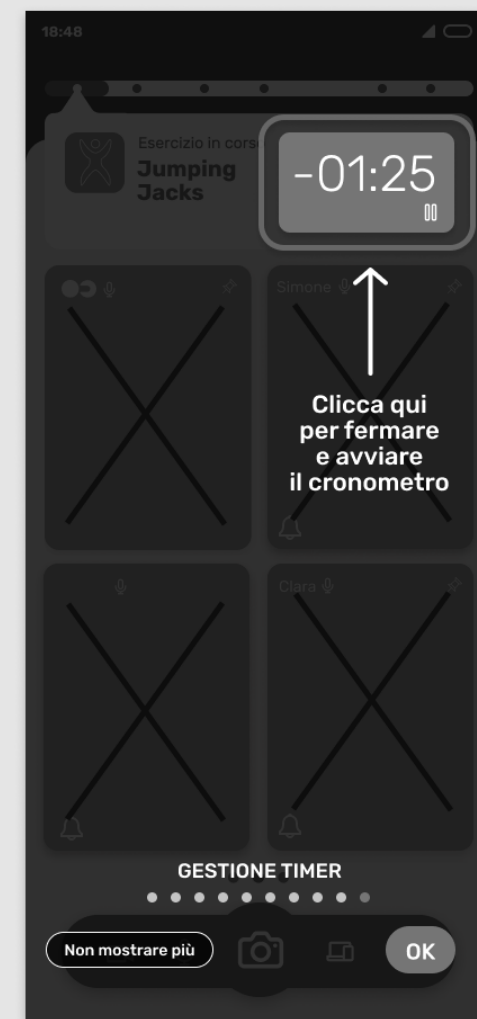 18:48
Esercizio in corso
Jumping
Jacks
-01:25
Simone
Clicca qui
per fermare
e avviare
il cronometro
Clara
GESTIONE TIMER
Non mostrare più
OK